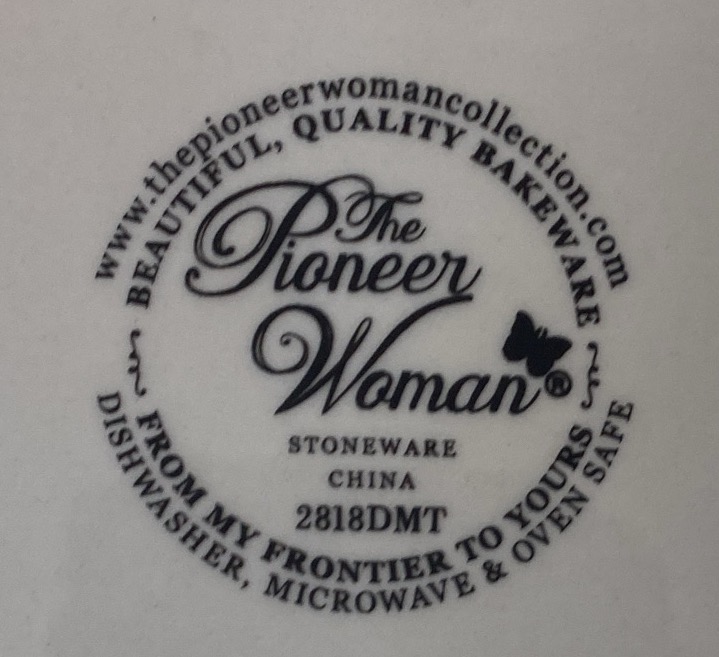 www.thepioneerwomancollection.com
BEAUTIFUL, QUALITY BAKEWARE
The
Pioneer
Woman®
STONEWARE
CHINA
2818DMT
FROM MY FRONTIER TO YOURS
DISHWASHER, MICROWAVE & OVEN SAFE